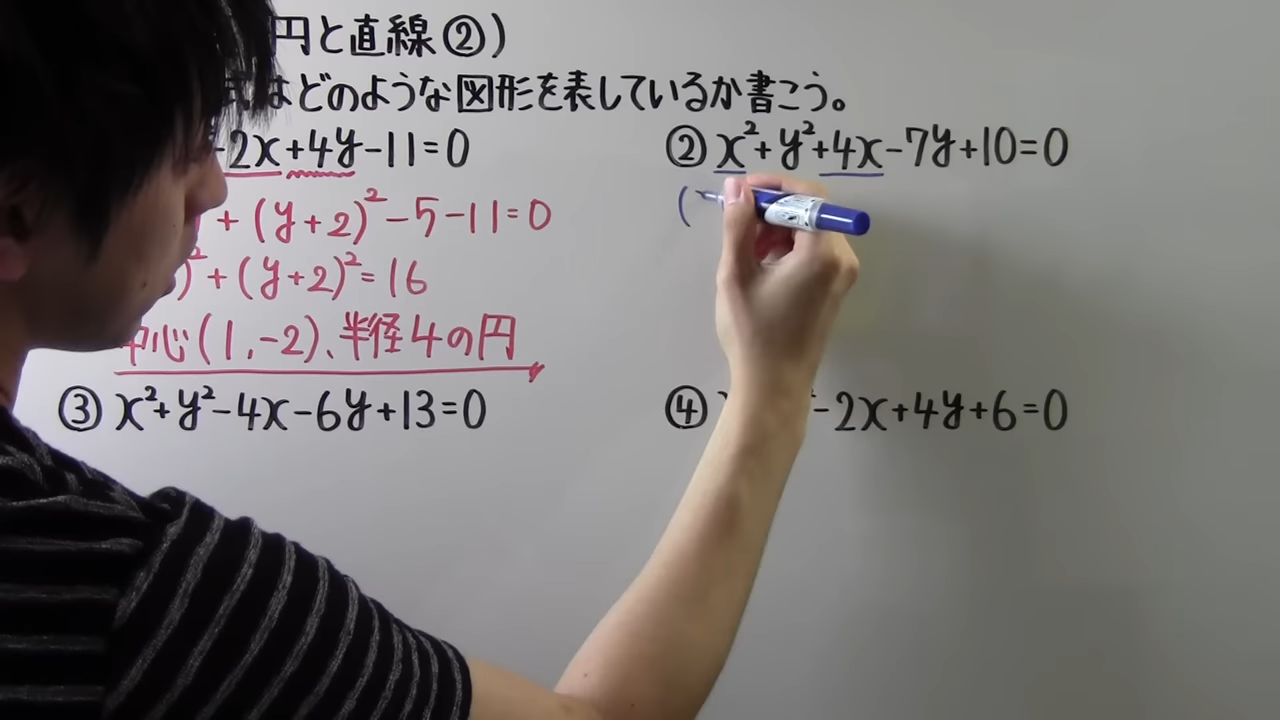 円と直線②)
式はどのような図形を表しているか書こう。
-2x+4y-11=0
+(y+2)²-5-11=0
)²+(y+2)²=16
中心(1,-2)、半径4の円
② x²+y²+4x-7y+10=0
(
③ x²+y²-4x-6y+13=0
④ -2x+4y+6=0